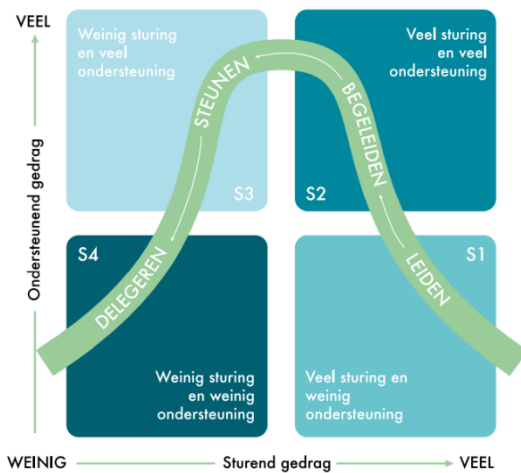 VEEL
Weinig sturing
en veel
ondersteuning
Veel sturing
en veel
ondersteuning
STEUNEN
BEGELEIDEN
Ondersteunend gedrag
S3
S2
S4
S1
DELEGEREN
LEIDEN
Weinig sturing
en weinig
ondersteuning
Veel sturing en
weinig
ondersteuning
WEINIG
Sturend gedrag
VEEL